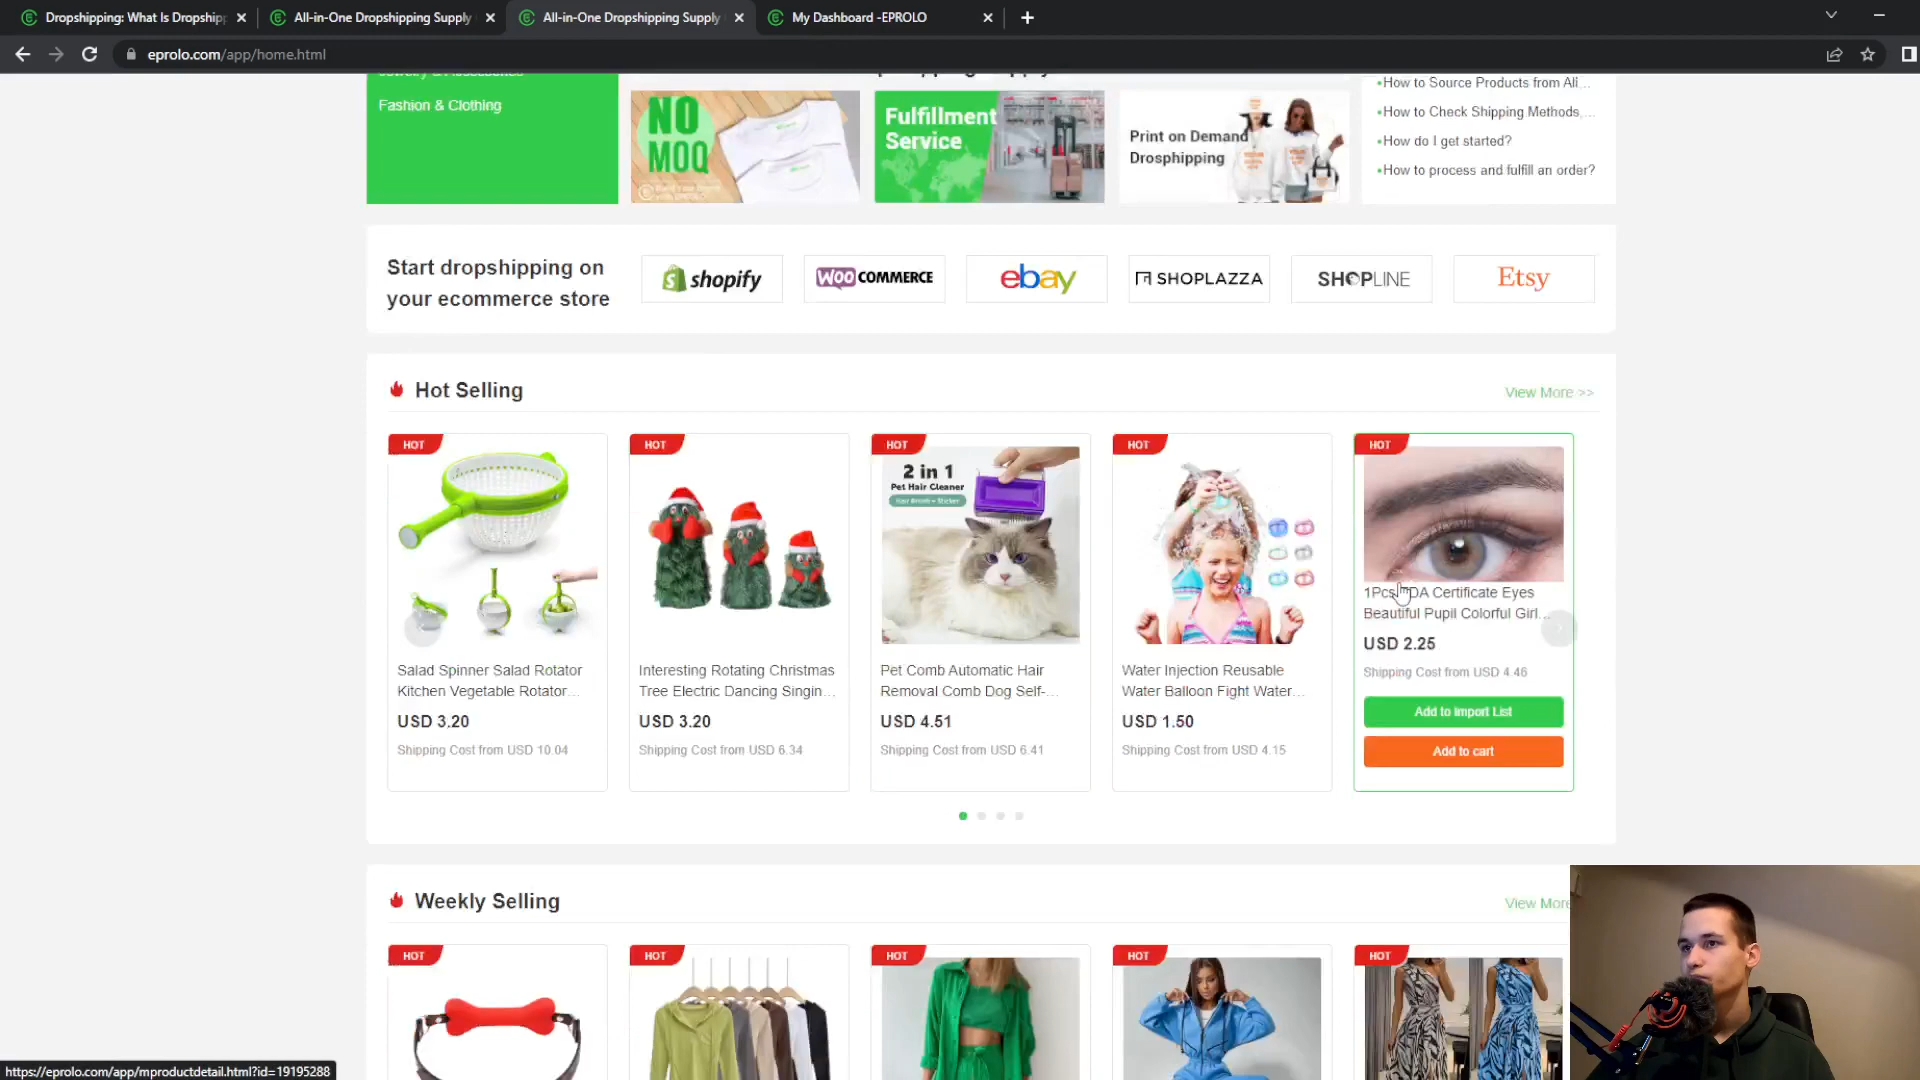 Dropshipping: What Is Dropship
All-in-One Dropshipping Supply
All-in-One Dropshipping Supply
My Dashboard -EPROLO
eprolo.com/app/home.html
Fashion & Clothing
NO
MOQ
Fulfillment
Service
Print on Demand
Drosphipping
•How to Source Products from Ali...
•How to Check Shipping Methods,...
•How do I get started?
•How to process and fulfill an order?
Start dropshipping on
your ecommerce store
shopify
WOO COMMERCE
ebay
SHOPLAZZA
SHOPLINE
Etsy
Hot Selling
View More >>
HOT
HOT
HOT
HOT
HOT
2 in 1
Pet Hair Cleaner
Salad Spinner Salad Rotator
Kitchen Vegetable Rotator...
USD 3.20
Shipping Cost from USD 10.04
Interesting Rotating Christmas
Tree Electric Dancing Singin...
USD 3.20
Shipping Cost from USD 6.34
Pet Comb Automatic Hair
Removal Comb Dog Self-...
USD 4.51
Shipping Cost from USD 6.41
Water Injection Reusable
Water Balloon Fight Water...
USD 1.50
Shipping Cost from USD 4.15
1Pcs DA Certificate Eyes
Beautiful Pupil Colorful Girl...
USD 2.25
Shipping Cost from USD 4.46
Add to Import List
Add to cart
Weekly Selling
View More
HOT
HOT
HOT
HOT
HOT
https://eprolo.com/app/mproductdetail.html?id=19195288